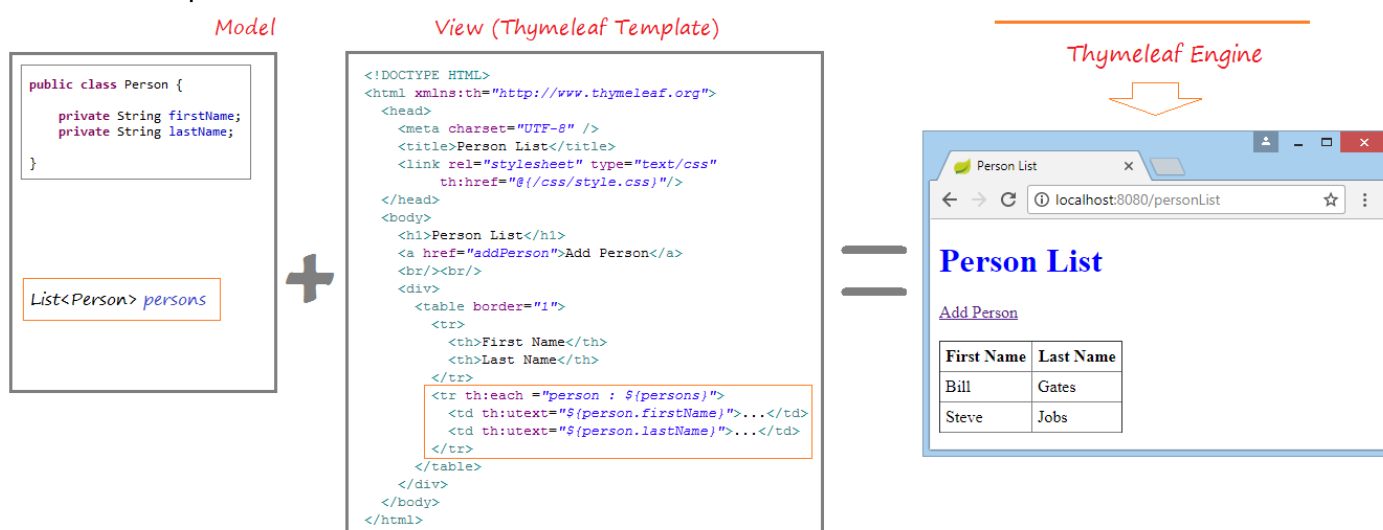 Model
public class Person {
private String firstName;
private String lastName;
}
List<Person> persons
View (Thymeleaf Template)
<!DOCTYPE HTML>
<html xmlns:th="http://www.thymeleaf.org">
<head>
<meta charset="UTF-8" />
<title>Person List</title>
<link rel="stylesheet" type="text/css"
th:href="@{/css/style.css}"/>
</head>
<body>
<h1>Person List</h1>
<a href="addPerson">Add Person</a>
<br/><br/>
<div>
<table border="1">
<tr>
<th>First Name</th>
<th>Last Name</th>
</tr>
<tr th:each ="person : ${persons}">
<td th:utext="${person.firstName}">...</td>
<td th:utext="${person.lastName}">...</td>
</tr>
</table>
</div>
</body>
</html>
Thymeleaf Engine
Person List
localhost:8080/personList
Person List
Add Person
First Name Last Name
Bill Gates
Steve Jobs